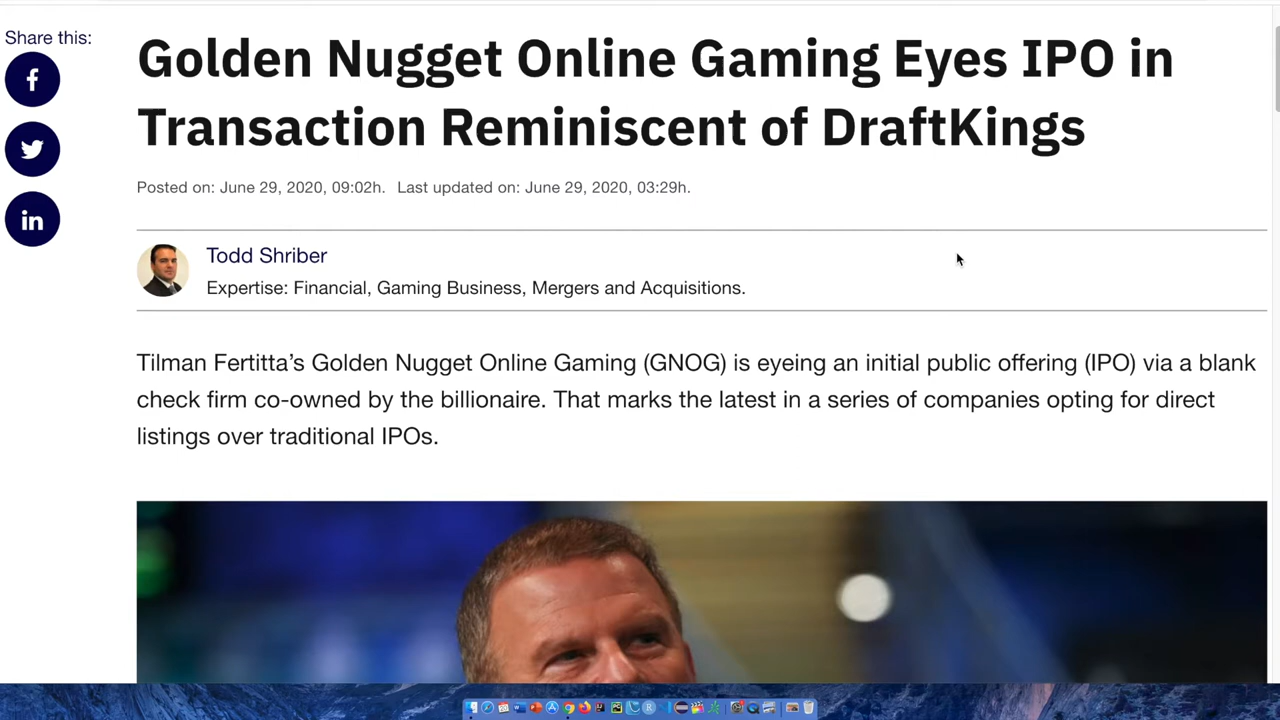 Share this:
Golden Nugget Online Gaming Eyes IPO in
Transaction Reminiscent of DraftKings
Posted on: June 29, 2020, 09:02h. Last updated on: June 29, 2020, 03:29h.
Todd Shriber
Expertise: Financial, Gaming Business, Mergers and Acquisitions.
Tilman Fertitta’s Golden Nugget Online Gaming (GNOG) is eyeing an initial public offering (IPO) via a blank
check firm co-owned by the billionaire. That marks the latest in a series of companies opting for direct
listings over traditional IPOs.